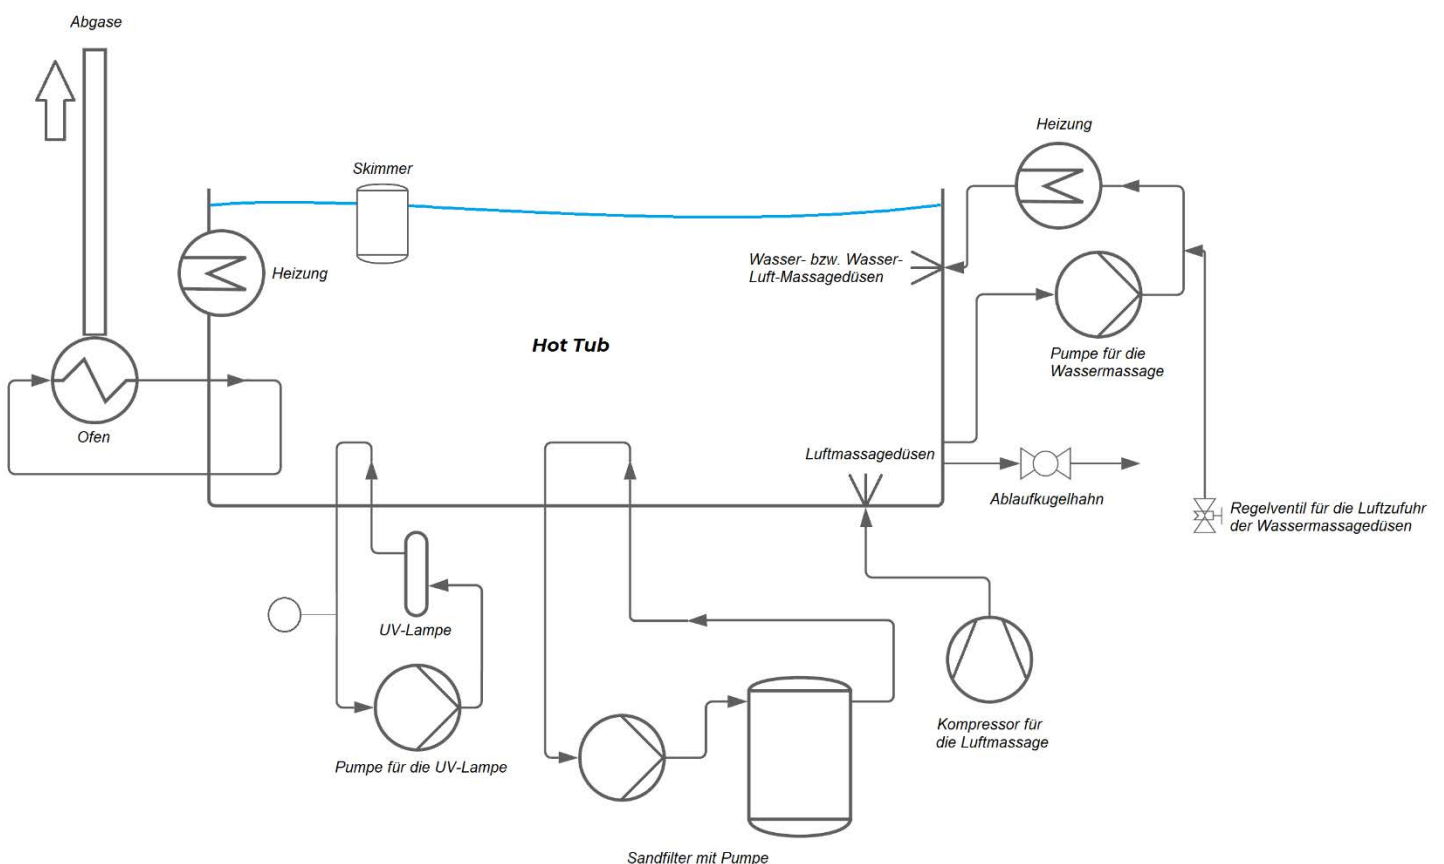 Abgase
Heizung
Skimmer
Wasser- bzw. Wasser-
Luft-Massagedüsen
Heizung
Hot Tub
Pumpe für die
Wassermassage
Ofen
Luftmassagedüsen
Ablaufkugelhahn
Regelventil für die Luftzufuhr
der Wassermassagedüsen
UV-Lampe
Kompressor für
die Luftmassage
Pumpe für die UV-Lampe
Sandfilter mit Pumpe